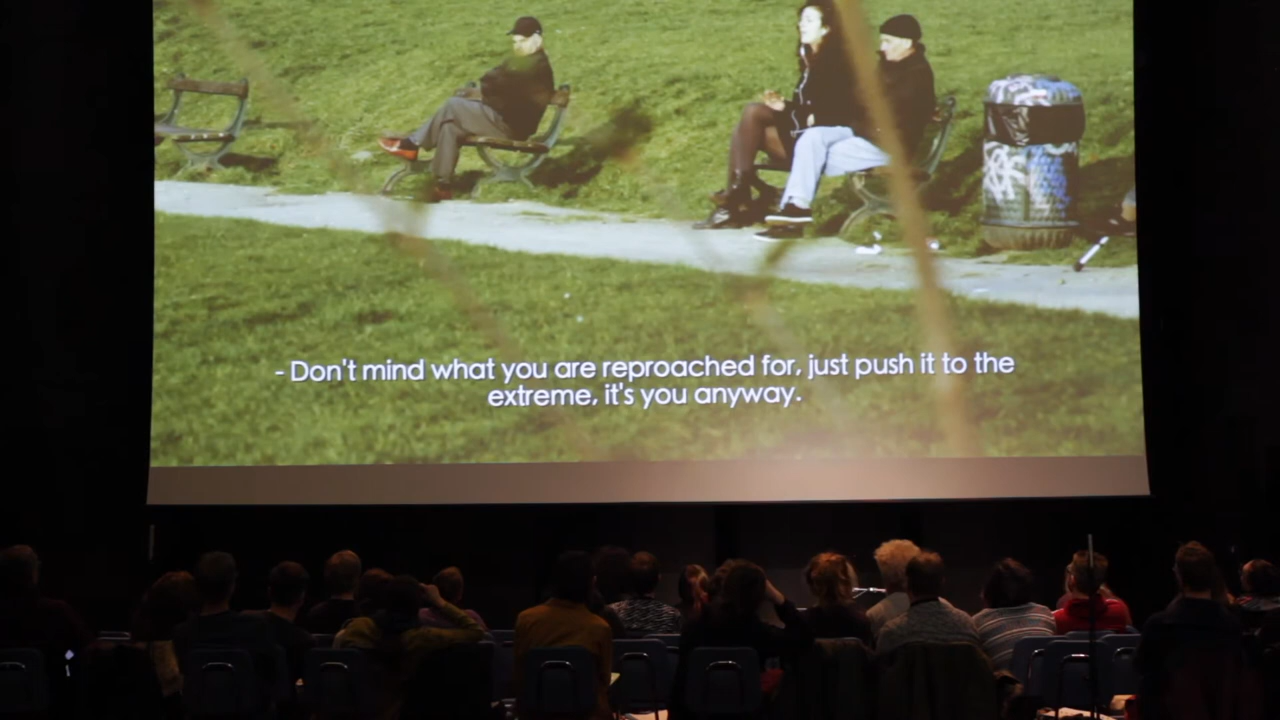 - Don't mind what you are reproached for, just push it to the
extreme, it's you anyway.